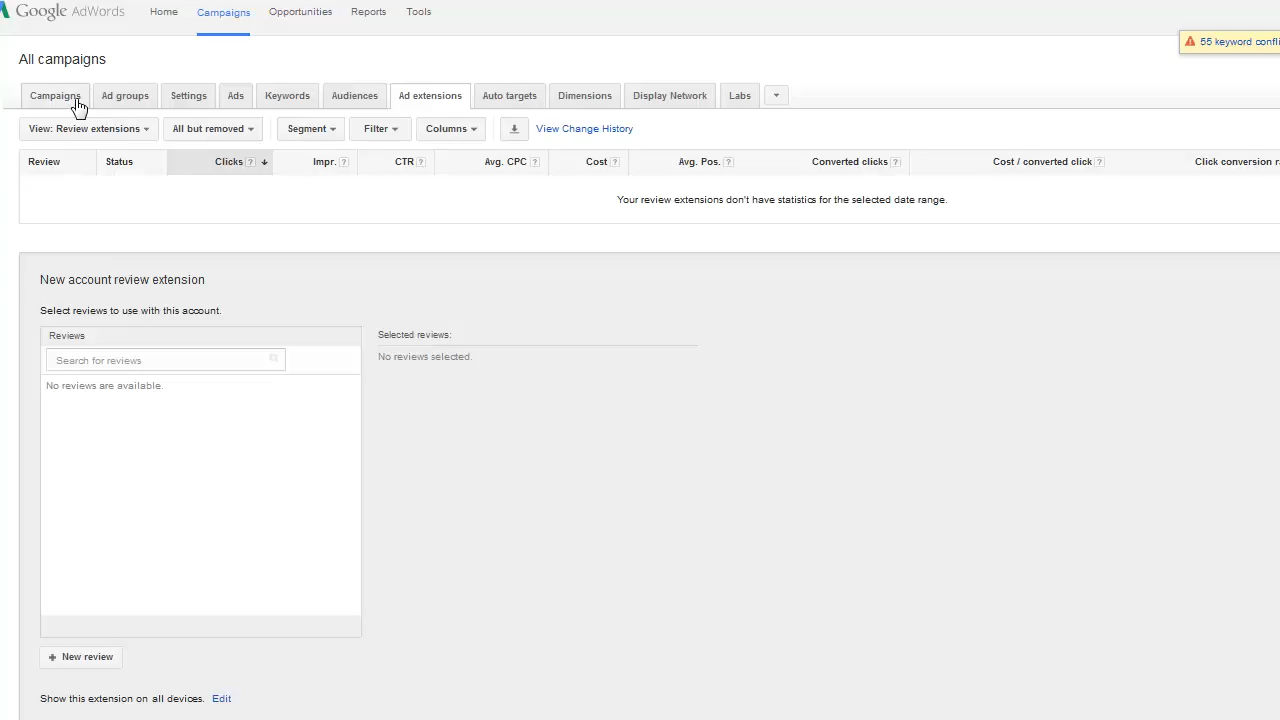 Google AdWords Home Campaigns Opportunities Reports Tools
55 keyword confli
All campaigns
Campaigns Ad groups Settings Ads Keywords Audiences Ad extensions Auto targets Dimensions Display Network Labs
View: Review extensions All but removed Segment Filter Columns View Change History
Review Status Clicks ? Impr. ? CTR ? Avg. CPC ? Cost ? Avg. Pos. ? Converted clicks ? Cost / converted click ? Click conversion r
Your review extensions don't have statistics for the selected date range.
New account review extension
Select reviews to use with this account.
Reviews
Selected reviews:
Search for reviews
No reviews selected.
No reviews are available.
+ New review
Show this extension on all devices. Edit